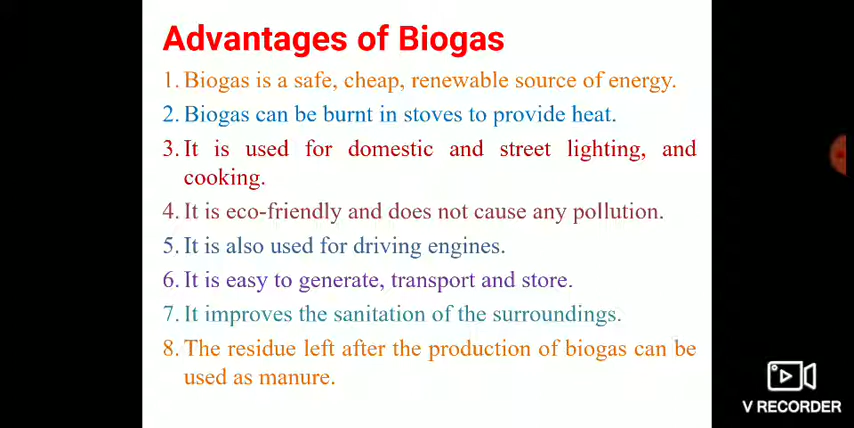 Advantages of Biogas
1. Biogas is a safe, cheap, renewable source of energy.
2. Biogas can be burnt in stoves to provide heat.
3. It is used for domestic and street lighting, and
cooking.
4. It is eco-friendly and does not cause any pollution.
5. It is also used for driving engines.
6. It is easy to generate, transport and store.
7. It improves the sanitation of the surroundings.
8. The residue left after the production of biogas can be
used as manure.
V RECORDER